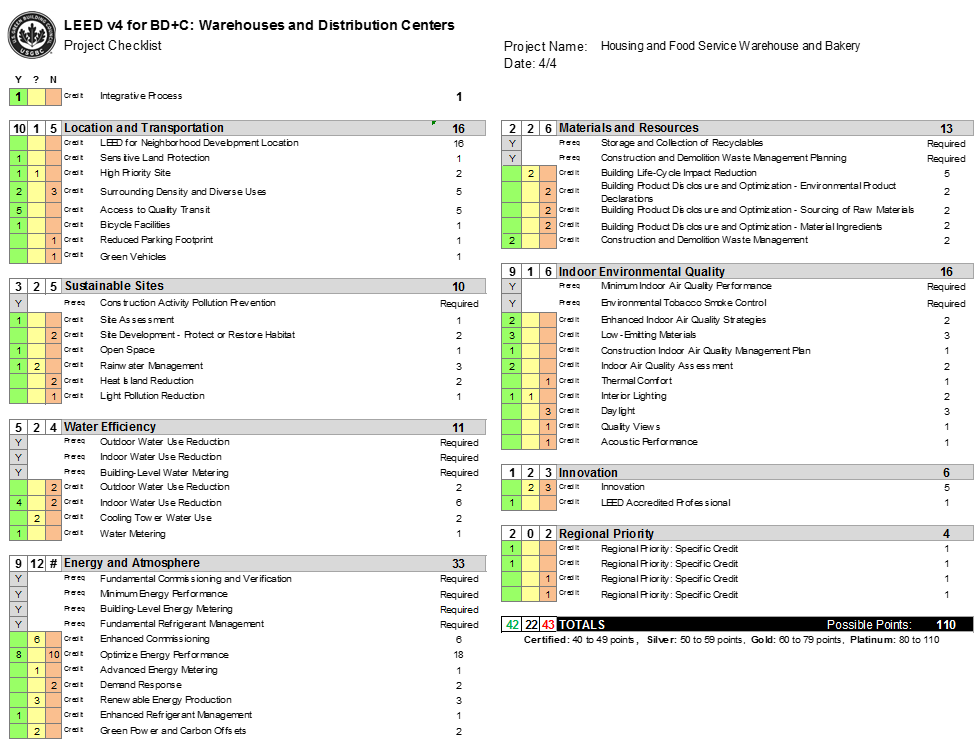 LEED v4 for BD+C: Warehouses and Distribution Centers
Project Checklist
Project Name: Housing and Food Service Warehouse and Bakery
Date: 4/4
Y ? N
1 Credit Integrative Process 1
10 1 5 Location and Transportation 16
Credit LEED for Neighborhood Development Location 16
1 Credit Sensitive Land Protection 1
1 1 Credit High Priority Site 2
2 3 Credit Surrounding Density and Diverse Uses 5
5 Credit Access to Quality Transit 5
1 Credit Bicycle Facilities 1
1 Credit Reduced Parking Footprint 1
1 Credit Green Vehicles 1
3 2 5 Sustainable Sites 10
Y Prereq Construction Activity Pollution Prevention Required
1 Credit Site Assessment 1
2 Credit Site Development - Protect or Restore Habitat 2
1 Credit Open Space 1
1 2 Credit Rainwater Management 3
2 Credit Heat Island Reduction 2
1 Credit Light Pollution Reduction 1
5 2 4 Water Efficiency 11
Y Prereq Outdoor Water Use Reduction Required
Y Prereq Indoor Water Use Reduction Required
Y Prereq Building-Level Water Metering Required
2 Credit Outdoor Water Use Reduction 2
4 2 Credit Indoor Water Use Reduction 6
2 Credit Cooling Tower Water Use 2
1 Credit Water Metering 1
9 12 # Energy and Atmosphere 33
Y Prereq Fundamental Commissioning and Verification Required
Y Prereq Minimum Energy Performance Required
Y Prereq Building-Level Energy Metering Required
Y Prereq Fundamental Refrigerant Management Required
6 Credit Enhanced Commissioning 6
8 10 Credit Optimize Energy Performance 18
1 Credit Advanced Energy Metering 1
2 Credit Demand Response 2
3 Credit Renewable Energy Production 3
1 Credit Enhanced Refrigerant Management 1
2 Credit Green Power and Carbon Offsets 2
2 2 6 Materials and Resources 13
Y Prereq Storage and Collection of Recyclables Required
Y Prereq Construction and Demolition Waste Management Planning Required
2 Credit Building Life-Cycle Impact Reduction 5
2 Credit Building Product Disclosure and Optimization - Environmental Product Declarations 2
2 Credit Building Product Disclosure and Optimization - Sourcing of Raw Materials 2
2 Credit Building Product Disclosure and Optimization - Material Ingredients 2
2 Credit Construction and Demolition Waste Management 2
9 1 6 Indoor Environmental Quality 16
Y Prereq Minimum Indoor Air Quality Performance Required
Y Prereq Environmental Tobacco Smoke Control Required
2 Credit Enhanced Indoor Air Quality Strategies 2
3 Credit Low-Emitting Materials 3
1 Credit Construction Indoor Air Quality Management Plan 1
2 Credit Indoor Air Quality Assessment 2
1 Credit Thermal Comfort 1
1 1 Credit Interior Lighting 2
3 Credit Daylight 3
1 Credit Quality Views 1
1 Credit Acoustic Performance 1
1 2 3 Innovation 6
2 3 Credit Innovation 5
1 Credit LEED Accredited Professional 1
2 0 2 Regional Priority 4
1 Credit Regional Priority: Specific Credit 1
1 Credit Regional Priority: Specific Credit 1
1 Credit Regional Priority: Specific Credit 1
1 Credit Regional Priority: Specific Credit 1
42 22 43 TOTALS Possible Points: 110
Certified: 40 to 49 points, Silver: 50 to 59 points, Gold: 60 to 79 points, Platinum: 80 to 110